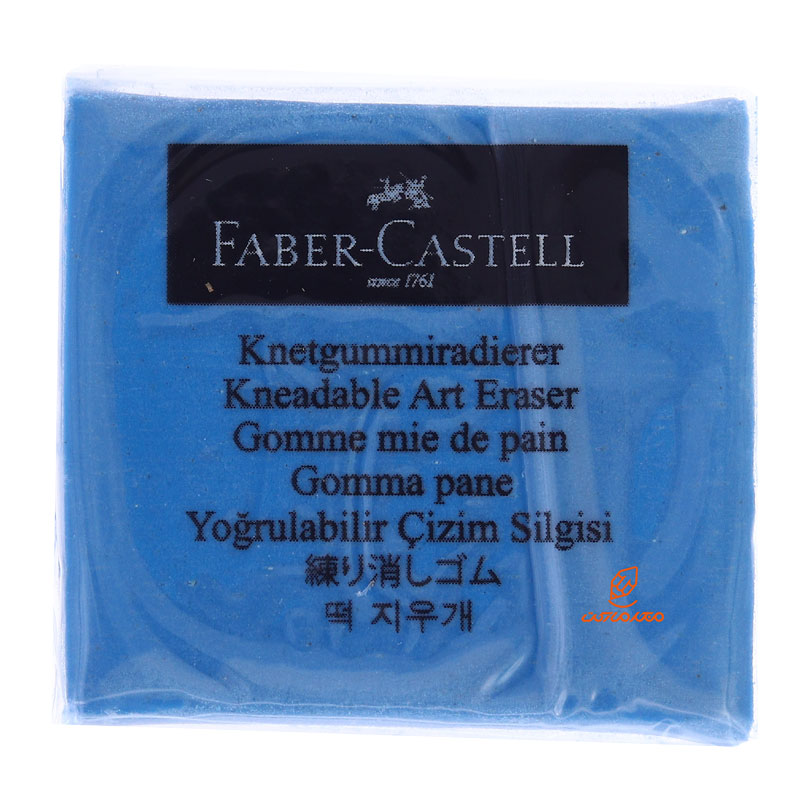 FABER-CASTELL
since 1761
Knetgummiradierer
Kneadable Art Eraser
Gomme mie de pain
Gomma pane
Yoğrulabilir Çizim Silgisi
練り消しゴム
떡 지우개